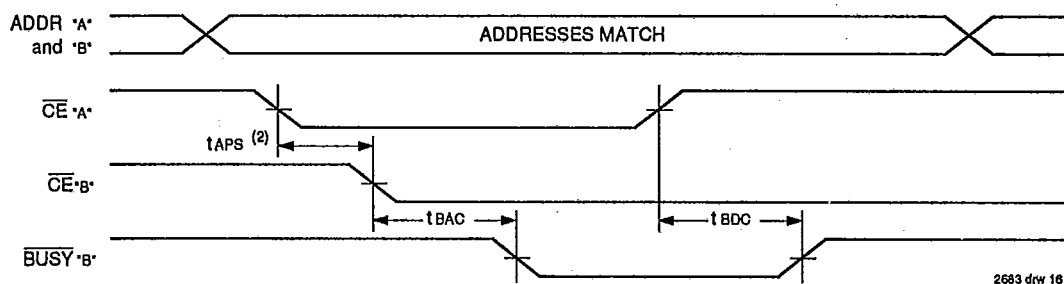 ADDR "A"
and "B"
ADDRESSES MATCH
CE "A"
tAPS (2)
CE "B"
tBAC
tBDC
BUSY "B"
2683 drw 16